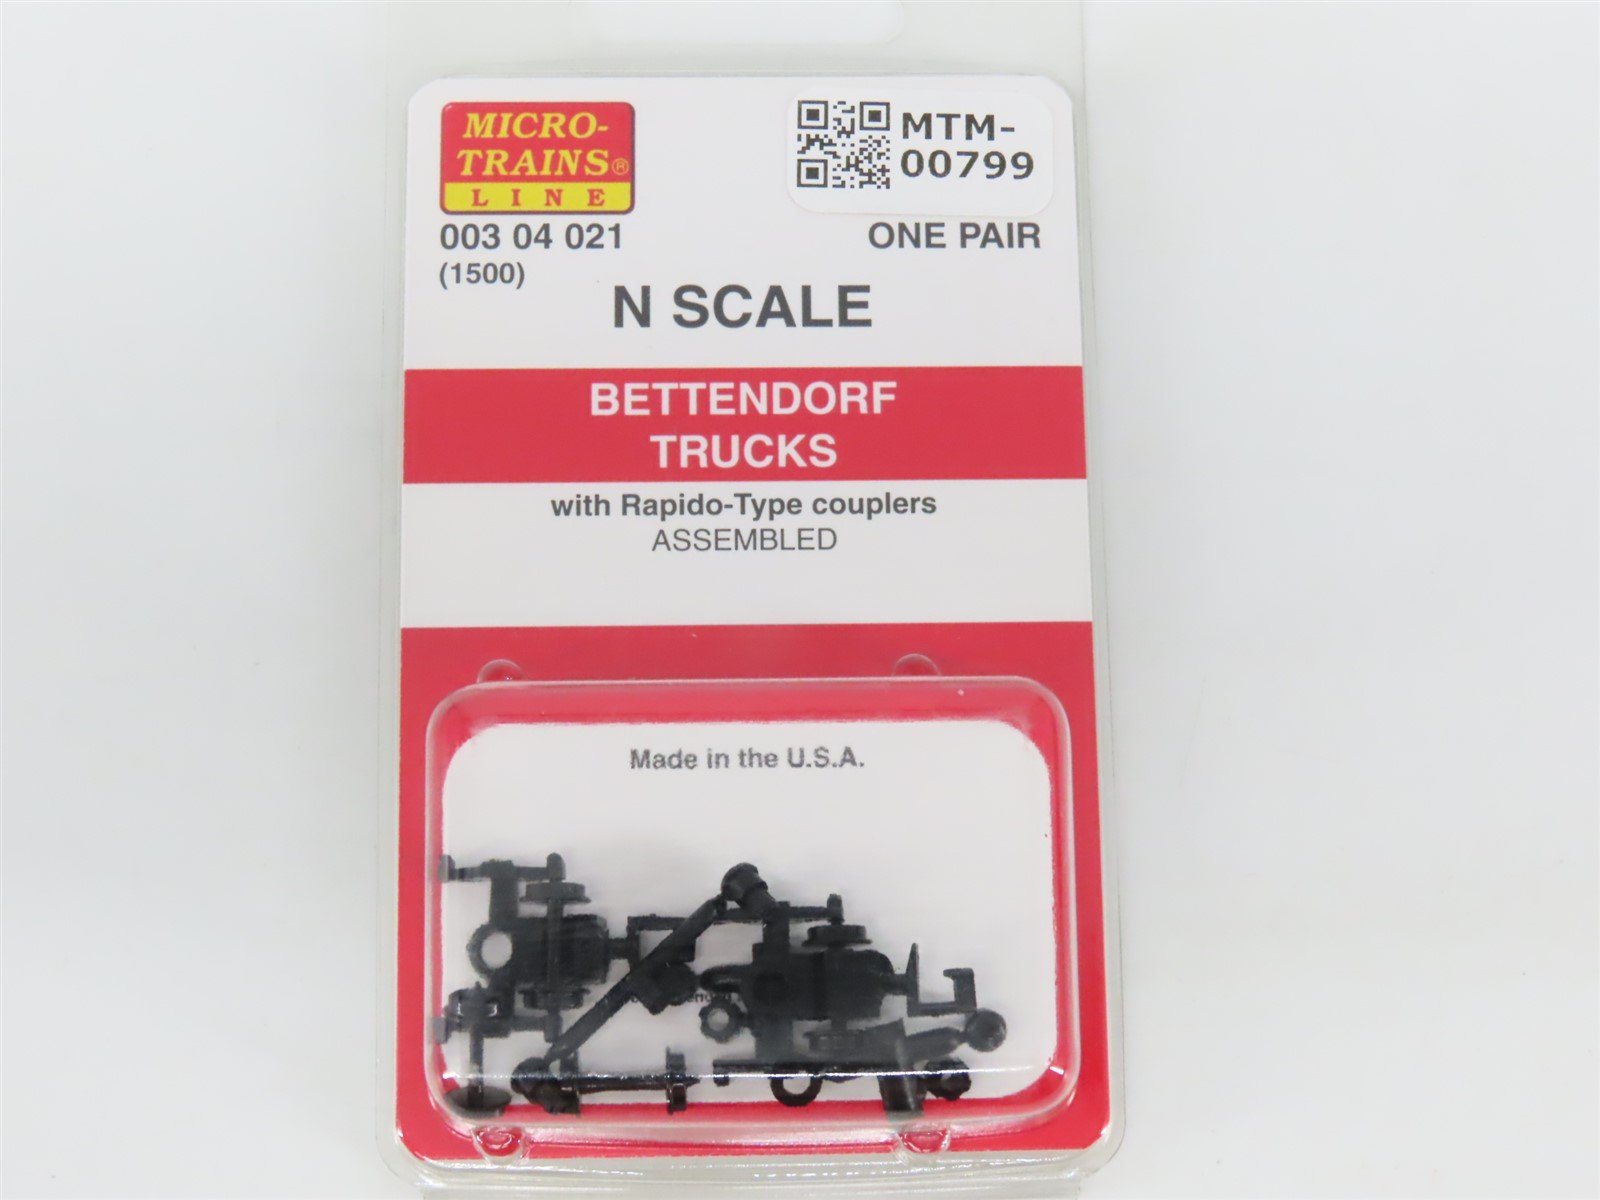 MICRO-
TRAINS®
LINE
MTM-
00799
003 04 021
ONE PAIR
(1500)
N SCALE
BETTENDORF
TRUCKS
with Rapido-Type couplers
ASSEMBLED
Made in the U.S.A.